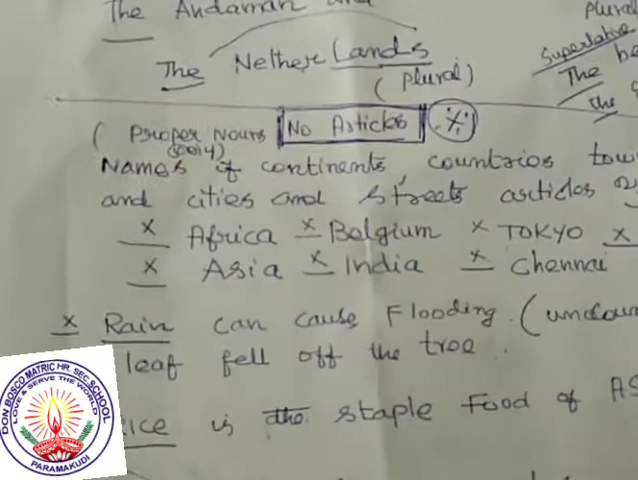 The Andaman and
The Nether Lands
(Plural)
Plural
Superlative
The be
the
(Proper Nouns No Articles
Names of continents, countries tow
and cities and streets articles
x Africa x Belgium x TOKYO x
x Asia x India x Chennai
x Rain can cause Flooding. (uncoun
leaf fell off the tree.
ice is the staple Food of AS
DON BOSCO MATRIC HR. SEC SCHOOL
LOVE & SERVE THE WORLD
PARAMAKUDI